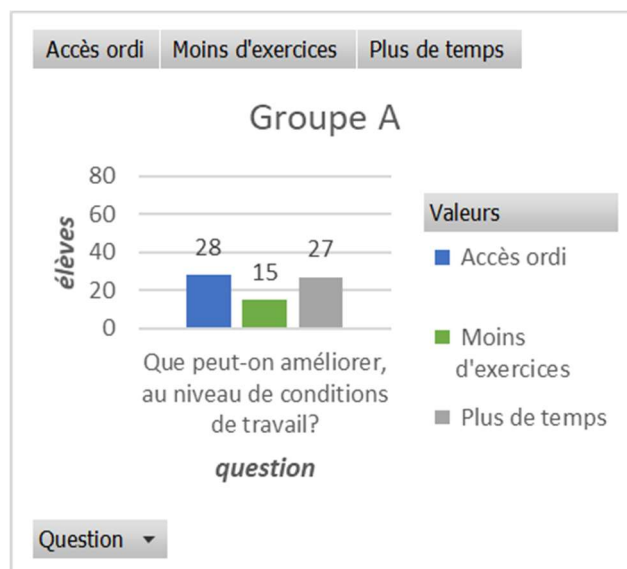 Accès ordi Moins d'exercices Plus de temps
Groupe A
élèves
80
60
40
20
0
28
15
27
Que peut-on améliorer,
au niveau de conditions
de travail?
question
Valeurs
Accès ordi
Moins
d'exercices
Plus de temps
Question